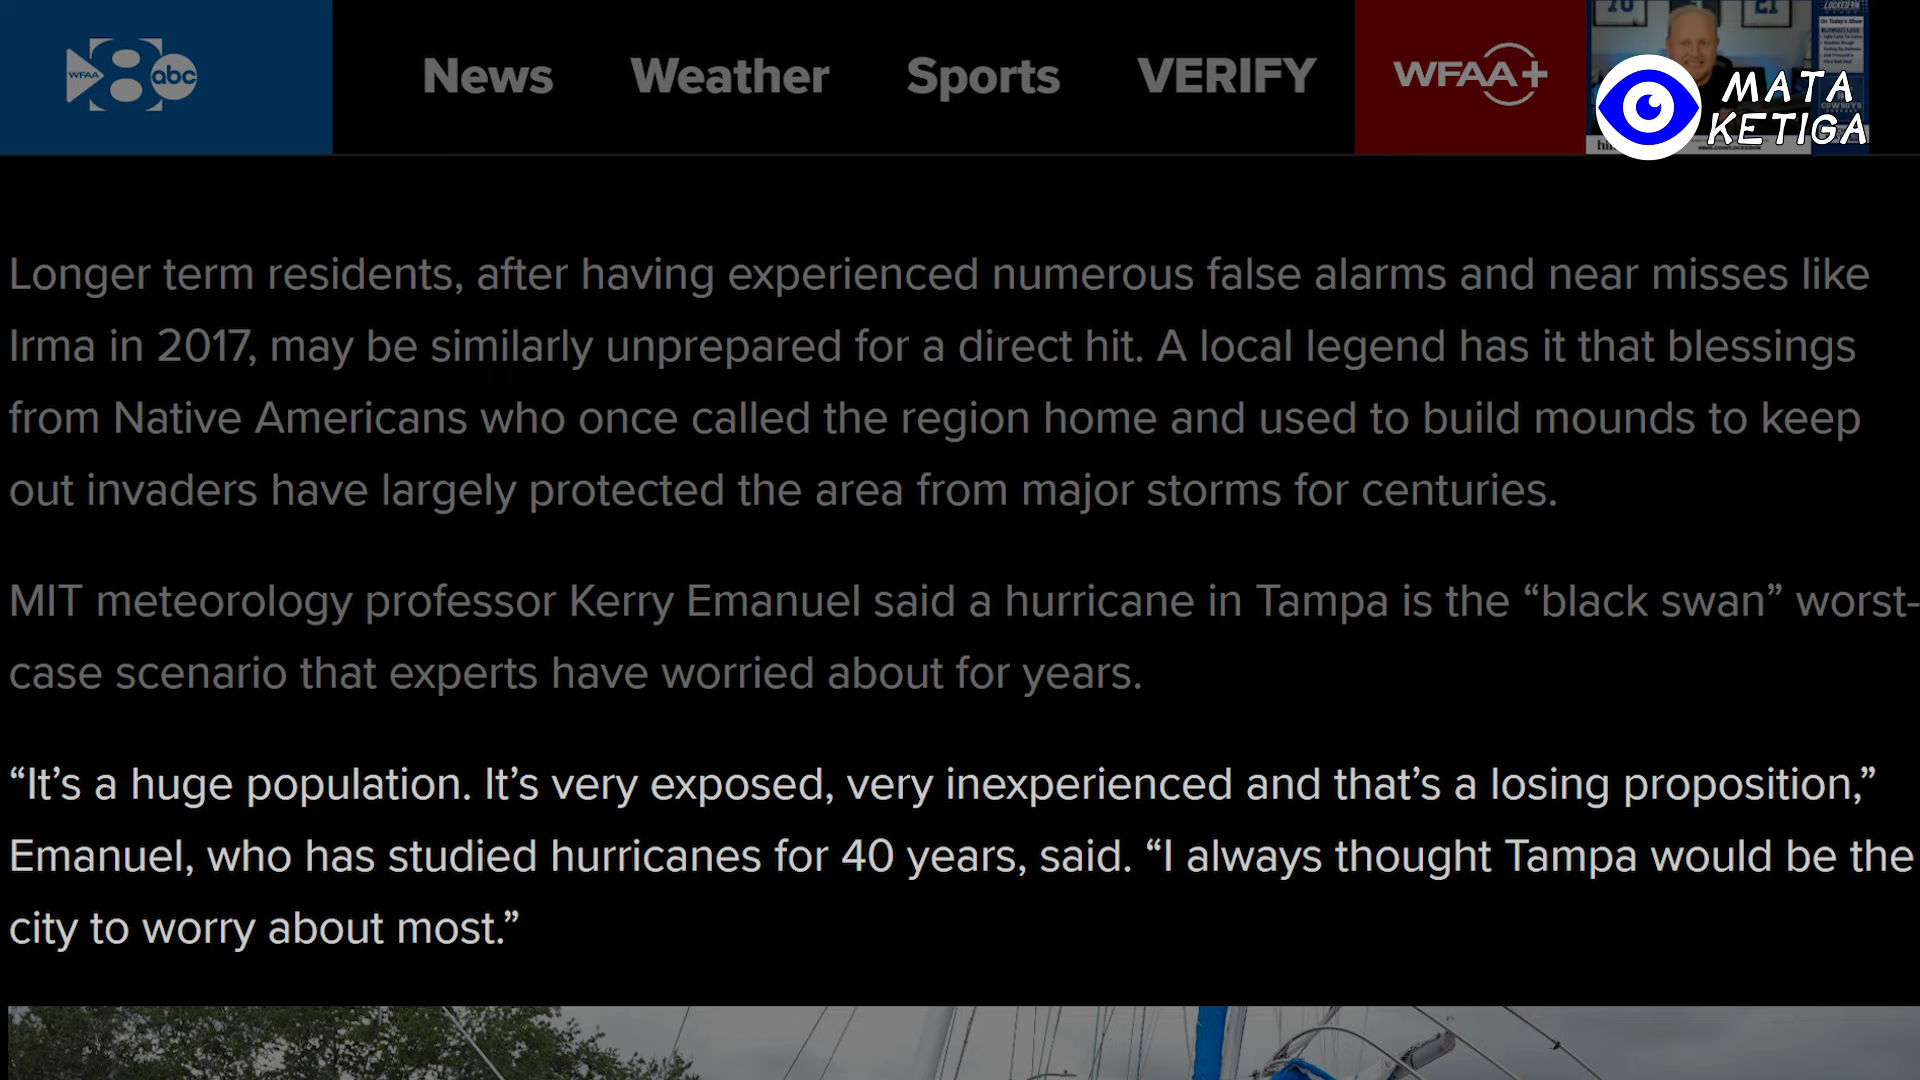 WFAA 8 abc
News Weather Sports VERIFY WFAA+
MATA
KETIGA
Longer term residents, after having experienced numerous false alarms and near misses like
Irma in 2017, may be similarly unprepared for a direct hit. A local legend has it that blessings
from Native Americans who once called the region home and used to build mounds to keep
out invaders have largely protected the area from major storms for centuries.
MIT meteorology professor Kerry Emanuel said a hurricane in Tampa is the “black swan” worst-
case scenario that experts have worried about for years.
“It’s a huge population. It’s very exposed, very inexperienced and that’s a losing proposition,”
Emanuel, who has studied hurricanes for 40 years, said. “I always thought Tampa would be the
city to worry about most.”